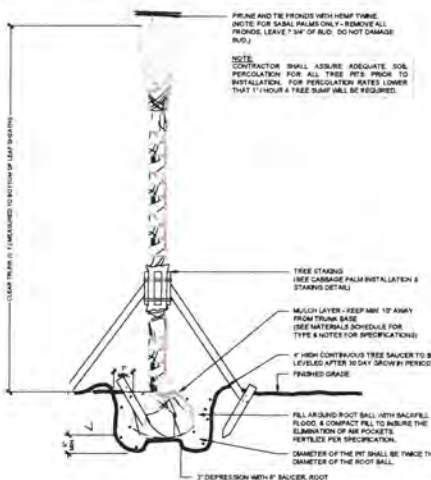 PRUNE AND TIE FRONDS WITH HEMP TWINE.
(NOTE: FOR SABAL PALMS ONLY - REMOVE ALL
FRONDS, LEAVE 7 3/4" OF BUD. DO NOT DAMAGE
BUD.)
NOTE:
CONTRACTOR SHALL ASSURE ADEQUATE SOIL
PERCOLATION FOR ALL TREE PITS PRIOR TO
INSTALLATION. FOR PERCOLATION RATES LOWER
THAT 1"/HOUR A TREE SUMP WILL BE REQUIRED.
CLEAR TRUNK (C.T.) MEASURED TO BOTTOM OF LEAF SHEATHS
TREE STAKING
(SEE CABBAGE PALM INSTALLATION &
STAKING DETAIL)
MULCH LAYER - KEEP MIN. 10" AWAY
FROM TRUNK BASE
(SEE MATERIALS SCHEDULE FOR
TYPE & NOTES FOR SPECIFICATIONS)
4" HIGH CONTINUOUS TREE SAUCER TO B
LEVELED AFTER 30 DAY GROW IN PERIOD
FINISHED GRADE
FILL AROUND ROOT BALL WITH BACKFILL,
FLOOD, & COMPACT FILL TO INSURE THE
ELIMINATION OF AIR POCKETS.
FERTILIZE PER SPECIFICATION.
DIAMETER OF THE PIT SHALL BE TWICE TH
DIAMETER OF THE ROOT BALL.
3" DEPRESSION WITH 8" SAUCER, ROOT